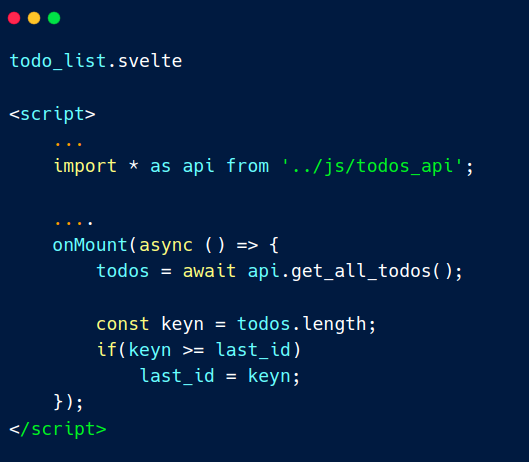 todo_list.svelte
<script>
...
import * as api from '../js/todos_api';
....
onMount(async () => {
todos = await api.get_all_todos();
const keyn = todos.length;
if(keyn >= last_id)
last_id = keyn;
});
</script>